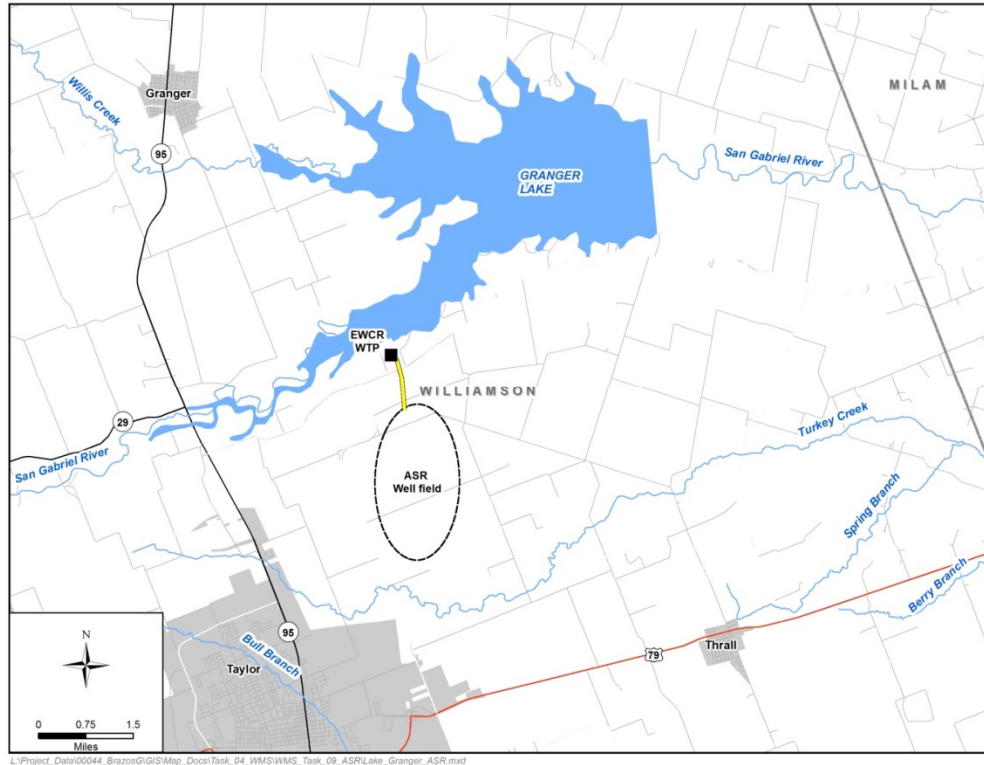 Granger
Willis Creek
95
MILAM
San Gabriel River
GRANGER
LAKE
EWCR
WTP
WILLIAMSON
29
San Gabriel River
Turkey Creek
ASR
Well field
Spring Branch
Berry Branch
N
95
Bull Branch
Taylor
79
Thrall
0 0.75 1.5
Miles
L:\Project_Data\00044_BrazosG\GIS\Map_Docs\Task_04_WMS\WMS_Task_09_ASR\Lake_Granger_ASR.mxd